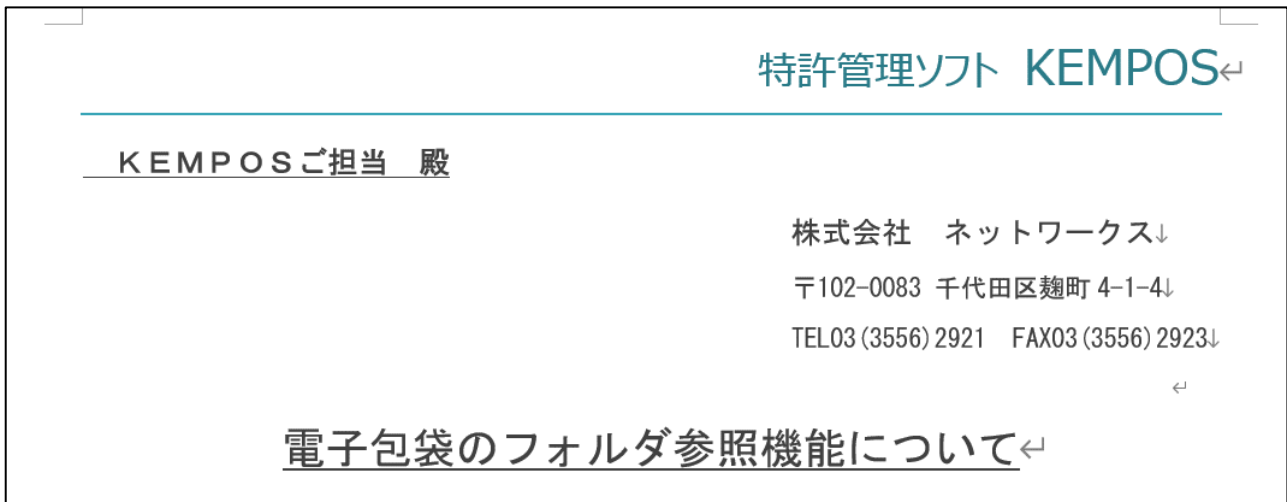 特許管理ソフト KEMPOS↵
ＫＥＭＰＯＳご担当　殿
株式会社　ネットワークス↓
〒102-0083 千代田区麹町 4-1-4↓
TEL03(3556)2921　FAX03(3556)2923↓
↵
電子包袋のフォルダ参照機能について↵